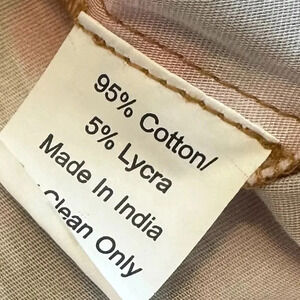 95% Cotton/
5% Lycra
Made In India
Clean Only